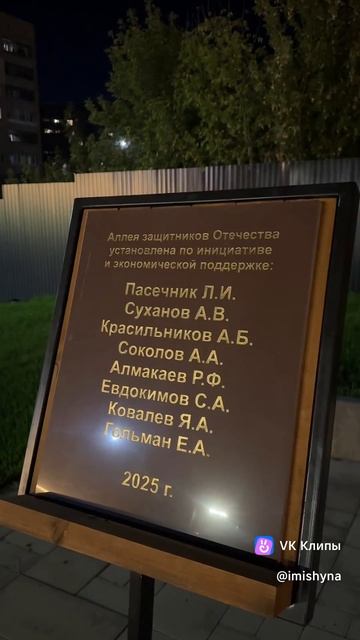 Аллея защитников Отечества
установлена по инициативе
и экономической поддержке:
Пасечник Л.И.
Суханов А.В.
Красильников А.Б.
Соколов А.А.
Алмакаев Р.Ф.
Евдокимов С.А.
Ковалев Я.А.
Гельман Е.А.
2025 г.
VK Клипы
@imishyna